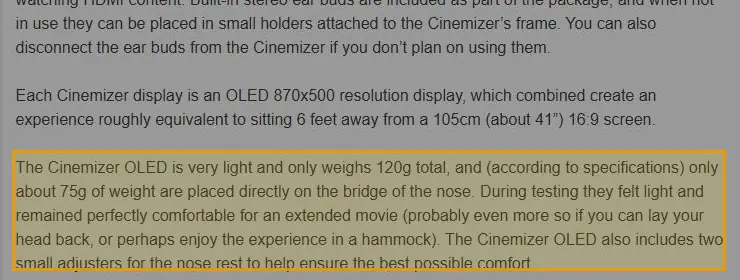 watching HDMI content. Built-in stereo ear buds are included as part of the package, and when not
in use they can be placed in small holders attached to the Cinemizer’s frame. You can also
disconnect the ear buds from the Cinemizer if you don’t plan on using them.
Each Cinemizer display is an OLED 870x500 resolution display, which combined create an
experience roughly equivalent to sitting 6 feet away from a 105cm (about 41”) 16:9 screen.
The Cinemizer OLED is very light and only weighs 120g total, and (according to specifications) only
about 75g of weight are placed directly on the bridge of the nose. During testing they felt light and
remained perfectly comfortable for an extended movie (probably even more so if you can lay your
head back, or perhaps enjoy the experience in a hammock). The Cinemizer OLED also includes two
small adjusters for the nose rest to help ensure the best possible comfort